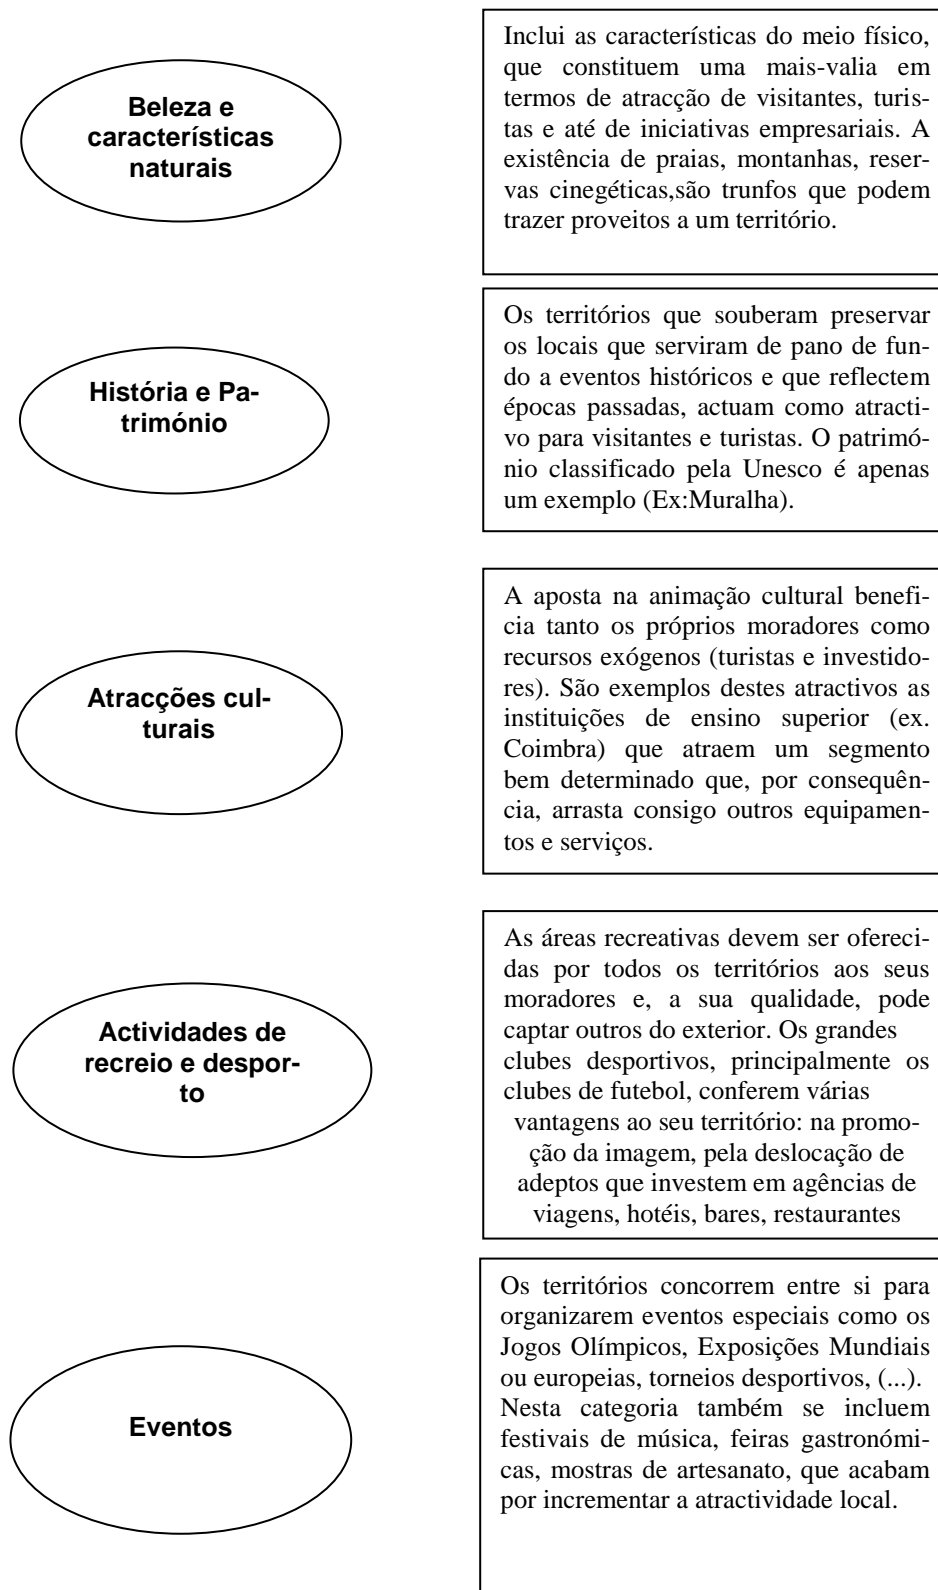 Beleza e
características
naturais
Inclui as características do meio físico,
que constituem uma mais-valia em
termos de atracção de visitantes, turis-
tas e até de iniciativas empresariais. A
existência de praias, montanhas, reser-
vas cinegéticas,são trunfos que podem
trazer proveitos a um território.
História e Pa-
trimónio
Os territórios que souberam preservar
os locais que serviram de pano de fun-
do a eventos históricos e que reflectem
épocas passadas, actuam como atracti-
vo para visitantes e turistas. O patrimó-
nio classificado pela Unesco é apenas
um exemplo (Ex:Muralha).
Atracções cul-
turais
A aposta na animação cultural benefi-
cia tanto os próprios moradores como
recursos exógenos (turistas e investido-
res). São exemplos destes atractivos as
instituições de ensino superior (ex.
Coimbra) que atraem um segmento
bem determinado que, por consequên-
cia, arrasta consigo outros equipamen-
tos e serviços.
Actividades de
recreio e despor-
to
As áreas recreativas devem ser ofereci-
das por todos os territórios aos seus
moradores e, a sua qualidade, pode
captar outros do exterior. Os grandes
clubes desportivos, principalmente os
clubes de futebol, conferem várias
vantagens ao seu território: na promo-
ção da imagem, pela deslocação de
adeptos que investem em agências de
viagens, hotéis, bares, restaurantes
Eventos
Os territórios concorrem entre si para
organizarem eventos especiais como os
Jogos Olímpicos, Exposições Mundiais
ou europeias, torneios desportivos, (...).
Nesta categoria também se incluem
festivais de música, feiras gastronómi-
cas, mostras de artesanato, que acabam
por incrementar a atractividade local.